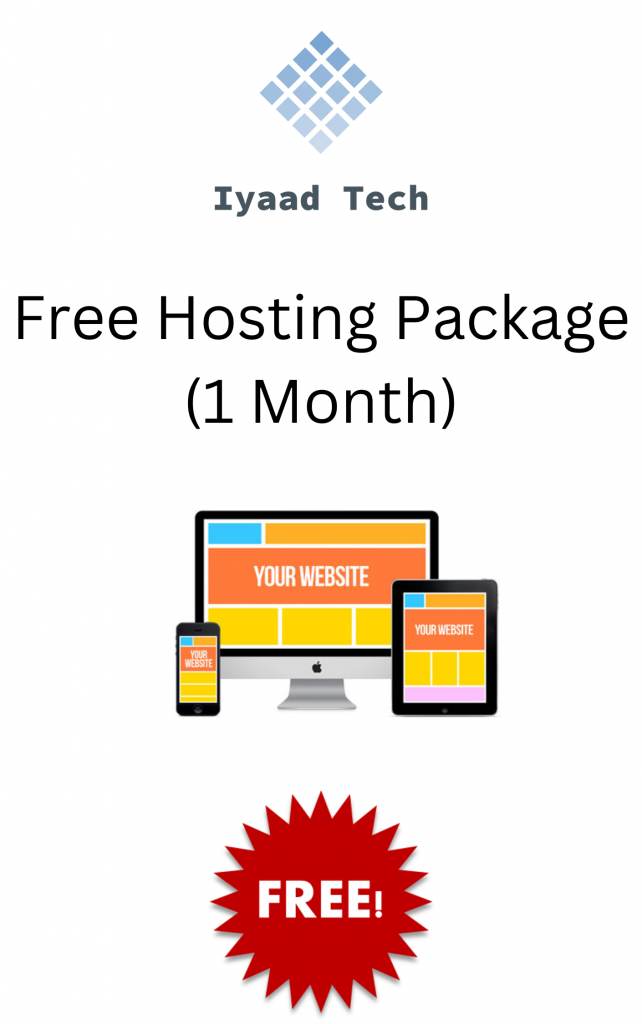 Iyaad Tech
Free Hosting Package
(1 Month)
YOUR WEBSITE
YOUR WEBSITE
YOUR
WEBSITE
FREE!